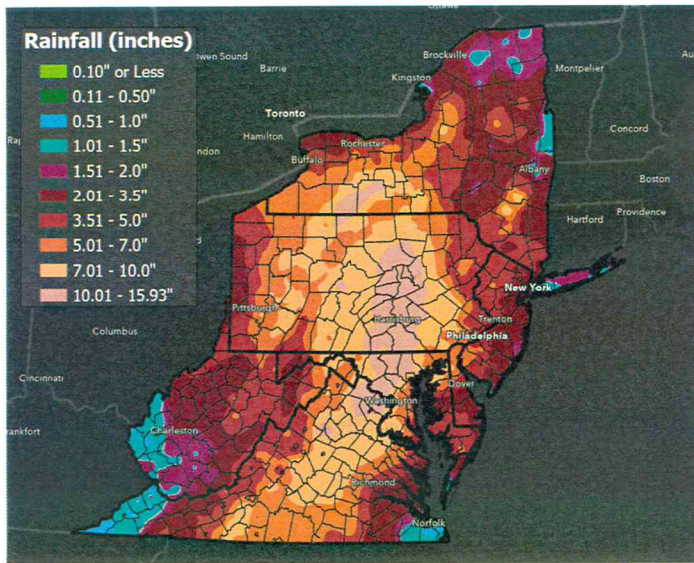 Ottawa
Rainfall (inches)
0.10" or Less
0.11 - 0.50"
0.51 - 1.0"
1.01 - 1.5"
1.51 - 2.0"
2.01 - 3.5"
3.51 - 5.0"
5.01 - 7.0"
7.01 - 10.0"
10.01 - 15.93"
Owen Sound
Barrie
Brockville
Kingston
Montpelier
Toronto
Hamilton
Rochester
Buffalo
Concord
Albany
Boston
Hartford
Providence
New York
Pittsburgh
Harrisburg
Trenton
Philadelphia
Columbus
Cincinnati
Dover
Washington
Charleston
Richmond
Norfolk